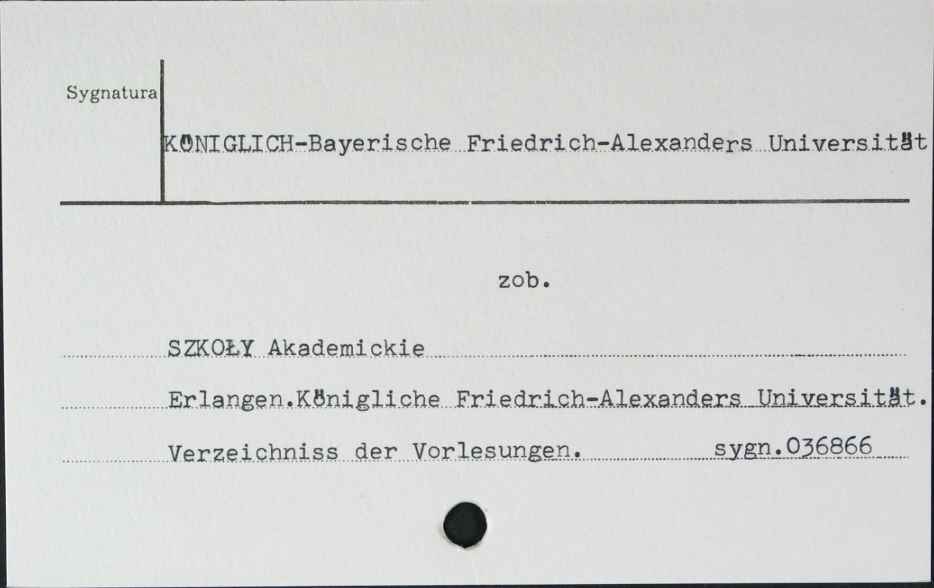 Sygnatura
KÖNIGLICH-Bayerische Friedrich-Alexanders Universität
zob.
SZKOŁY Akademickie
Erlangen.Königliche Friedrich-Alexanders Universität.
Verzeichniss der Vorlesungen. sygn.036866